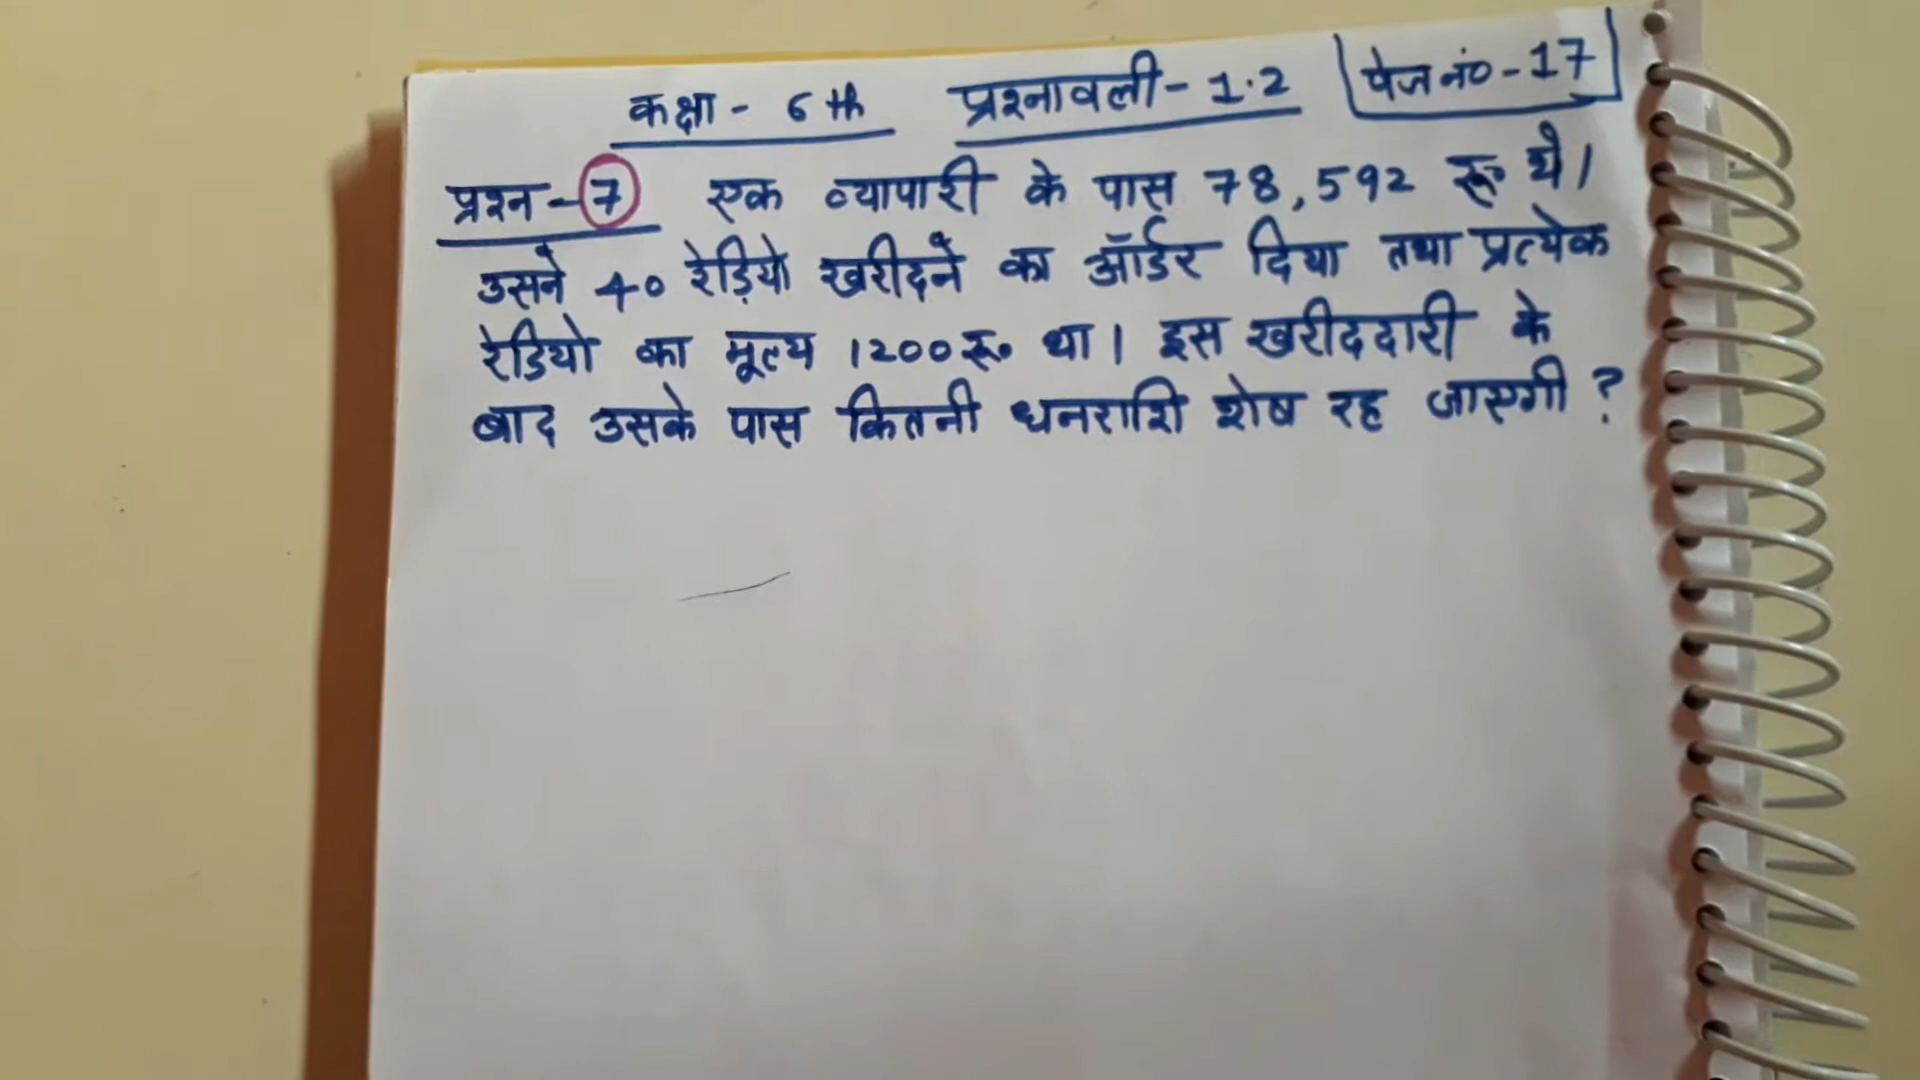 कक्षा - 6th प्रश्नावली - 1.2 पेज नं० - 17
प्रश्न - 7 एक व्यापारी के पास 78,592 रू० थे।
उसने 40 रेड़ियो खरीदने का ऑर्डर दिया तथा प्रत्येक
रेडियो का मूल्य 1200 रू० था। इस खरीददारी के
बाद उसके पास कितनी धनराशि शेष रह जाएगी ?